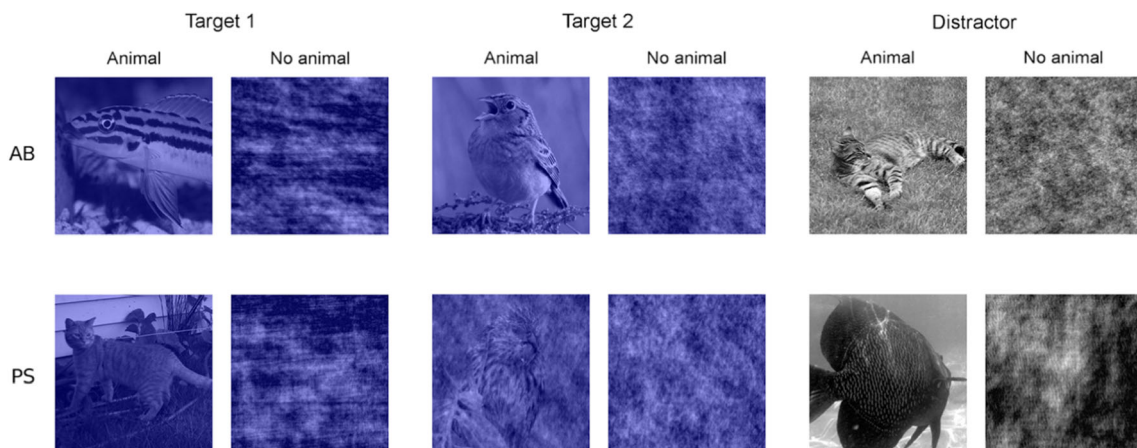 Target 1 Target 2 Distractor
Animal No animal Animal No animal Animal No animal
AB
PS